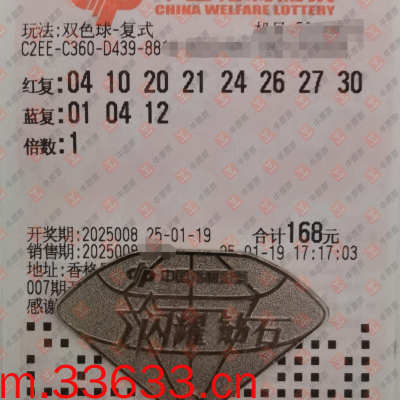 CHINA WELFARE LOTTERY
玩法: 双色球-复式
C2EE-C360-D439-88
红复: 04 10 20 21 24 26 27 30
蓝复: 01 04 12
倍数: 1
开奖期: 2025008 25-01-19 合计168元
销售期: 2025008 25-01-19 17:17:03
地址: 香格
007期
感谢
闪耀钻石
m.33633.cn